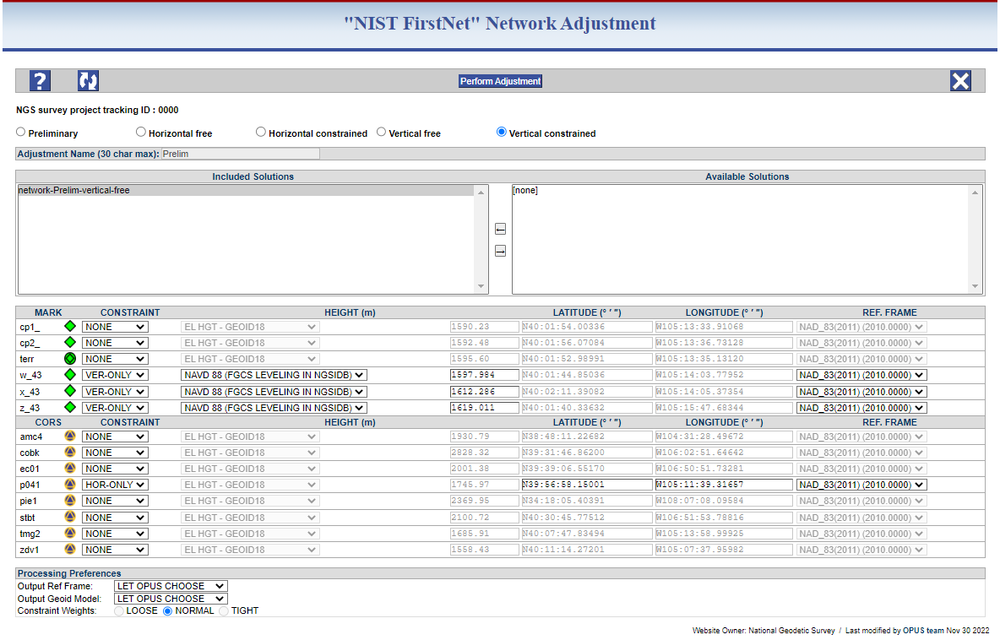 "NIST FirstNet" Network Adjustment
?
Perform Adjustment
NGS survey project tracking ID : 0000
Preliminary Horizontal free Horizontal constrained Vertical free Vertical constrained
Adjustment Name (30 char max): Prelim
Included Solutions Available Solutions
network-Prelim-vertical-free [none]
←
→
MARK CONSTRAINT HEIGHT (m) LATITUDE (° ′ ″) LONGITUDE (° ′ ″) REF. FRAME
cp1_ NONE EL HGT - GEOID18 1590.23 N40:01:54.00336 W105:13:33.91068 NAD_83(2011) (2010.0000)
cp2_ NONE EL HGT - GEOID18 1592.48 N40:01:56.07084 W105:13:36.73128 NAD_83(2011) (2010.0000)
terr NONE EL HGT - GEOID18 1595.60 N40:01:52.98991 W105:13:35.13120 NAD_83(2011) (2010.0000)
w_43 VER-ONLY NAVD 88 (FGCS LEVELING IN NGSIDB) 1597.984 N40:01:44.85036 W105:14:03.77952 NAD_83(2011) (2010.0000)
x_43 VER-ONLY NAVD 88 (FGCS LEVELING IN NGSIDB) 1612.286 N40:02:11.39082 W105:14:05.37354 NAD_83(2011) (2010.0000)
z_43 VER-ONLY NAVD 88 (FGCS LEVELING IN NGSIDB) 1619.011 N40:01:40.33632 W105:15:47.68344 NAD_83(2011) (2010.0000)
CORS CONSTRAINT HEIGHT (m) LATITUDE (° ′ ″) LONGITUDE (° ′ ″) REF. FRAME
amc4 NONE EL HGT - GEOID18 1930.79 N38:48:11.22682 W104:31:28.49672 NAD_83(2011) (2010.0000)
cobk NONE EL HGT - GEOID18 2828.32 N39:31:46.86200 W106:02:51.64642 NAD_83(2011) (2010.0000)
ec01 NONE EL HGT - GEOID18 2001.38 N39:39:06.55170 W106:50:51.73281 NAD_83(2011) (2010.0000)
p041 HOR-ONLY EL HGT - GEOID18 1745.97 N39:56:58.15001 W105:11:39.31657 NAD_83(2011) (2010.0000)
pie1 NONE EL HGT - GEOID18 2369.95 N34:18:05.40391 W108:07:08.09584 NAD_83(2011) (2010.0000)
stbt NONE EL HGT - GEOID18 2100.72 N40:30:45.77512 W106:51:53.78816 NAD_83(2011) (2010.0000)
tmg2 NONE EL HGT - GEOID18 1685.91 N40:07:47.83494 W105:13:58.99925 NAD_83(2011) (2010.0000)
zdv1 NONE EL HGT - GEOID18 1558.43 N40:11:14.27201 W105:07:37.95982 NAD_83(2011) (2010.0000)
Processing Preferences
Output Ref Frame: LET OPUS CHOOSE
Output Geoid Model: LET OPUS CHOOSE
Constraint Weights: LOOSE NORMAL TIGHT
Website Owner: National Geodetic Survey / Last modified by OPUS team Nov 30 2022